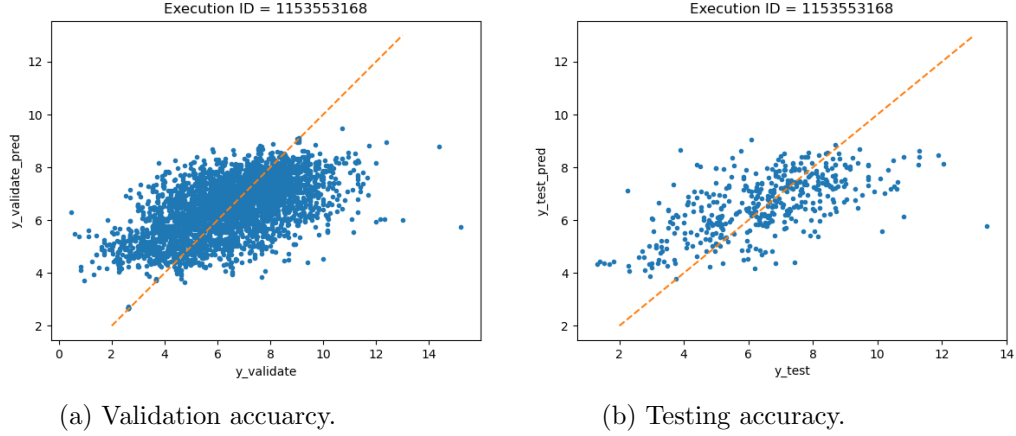 Execution ID = 1153553168
12
10
8
6
4
2
y_validate_pred
0 2 4 6 8 10 12 14
y_validate
(a) Validation accuarcy.
Execution ID = 1153553168
12
10
8
6
4
2
y_test_pred
2 4 6 8 10 12 14
y_test
(b) Testing accuracy.